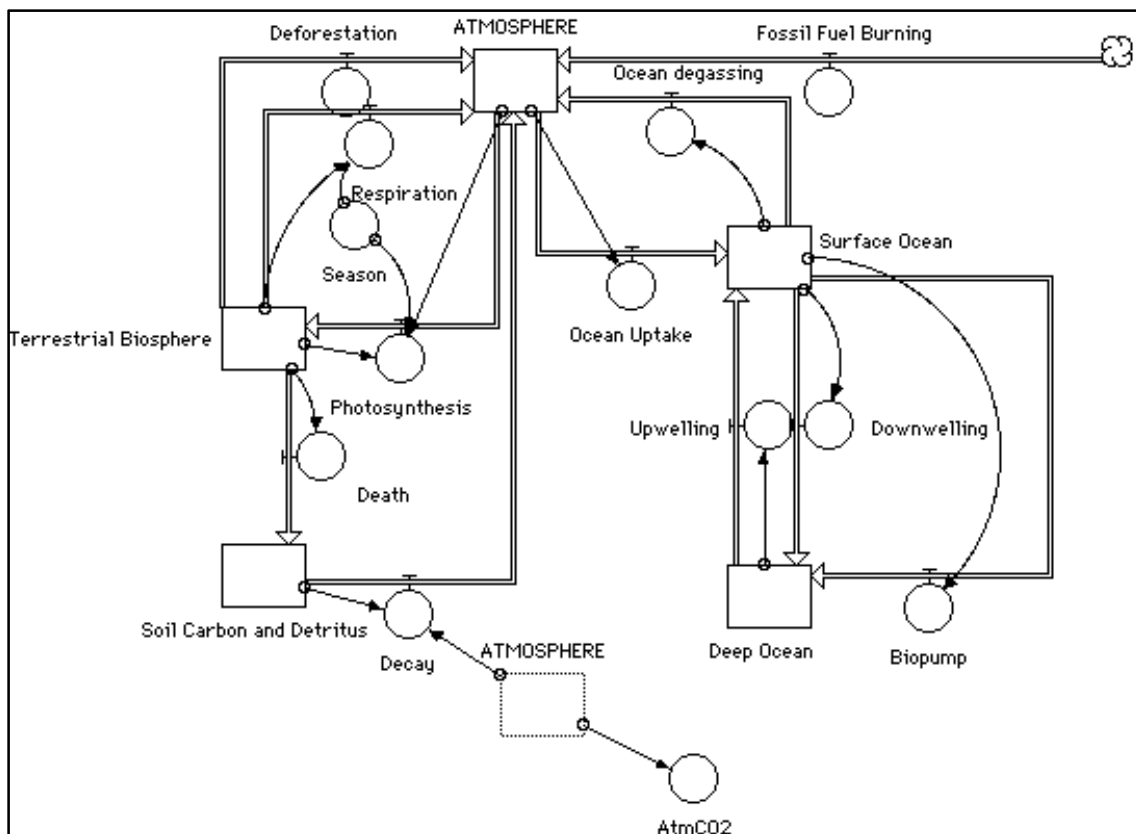 ATMOSPHERE
Deforestation
Fossil Fuel Burning
Ocean degassing
Respiration
Surface Ocean
Season
Terrestrial Biosphere
Ocean Uptake
Photosynthesis
Upwelling
Downwelling
Death
Soil Carbon and Detritus
ATMOSPHERE
Deep Ocean
Biopump
Decay
AtmCO2